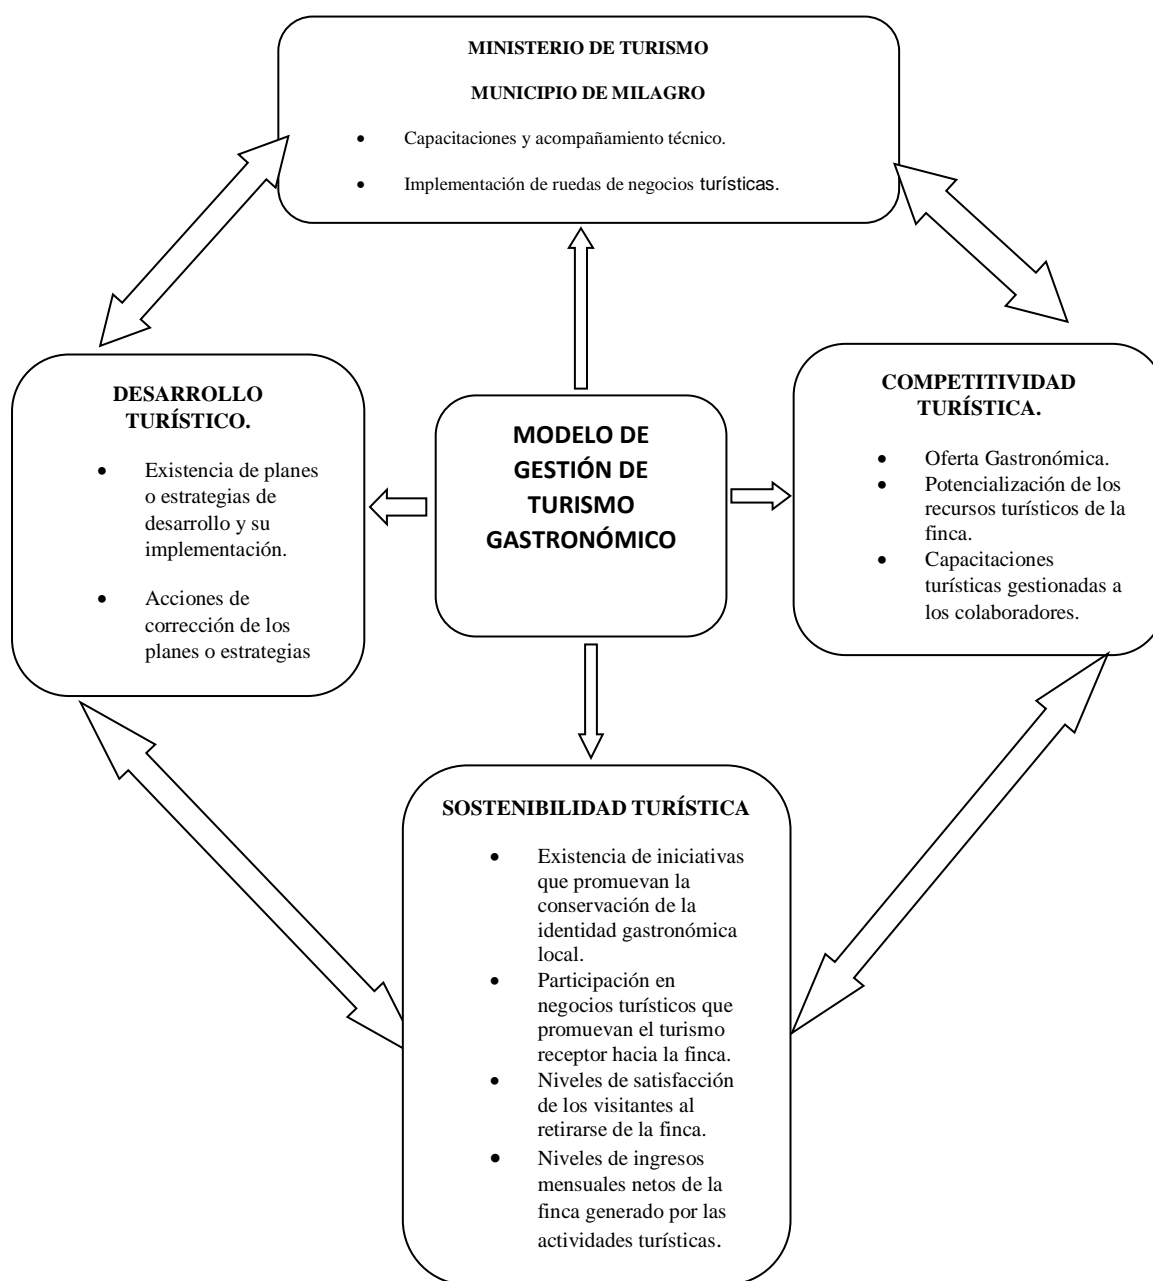 MINISTERIO DE TURISMO
MUNICIPIO DE MILAGRO
• Capacitaciones y acompañamiento técnico.
• Implementación de ruedas de negocios turísticas.
DESARROLLO
TURÍSTICO.
• Existencia de planes
o estrategias de
desarrollo y su
implementación.
• Acciones de
corrección de los
planes o estrategias
MODELO DE
GESTIÓN DE
TURISMO
GASTRONÓMICO
COMPETITIVIDAD
TURÍSTICA.
• Oferta Gastronómica.
• Potencialización de los
recursos turísticos de la
finca.
• Capacitaciones
turísticas gestionadas a
los colaboradores.
SOSTENIBILIDAD TURÍSTICA
• Existencia de iniciativas
que promuevan la
conservación de la
identidad gastronómica
local.
• Participación en
negocios turísticos que
promuevan el turismo
receptor hacia la finca.
• Niveles de satisfacción
de los visitantes al
retirarse de la finca.
• Niveles de ingresos
mensuales netos de la
finca generado por las
actividades turísticas.